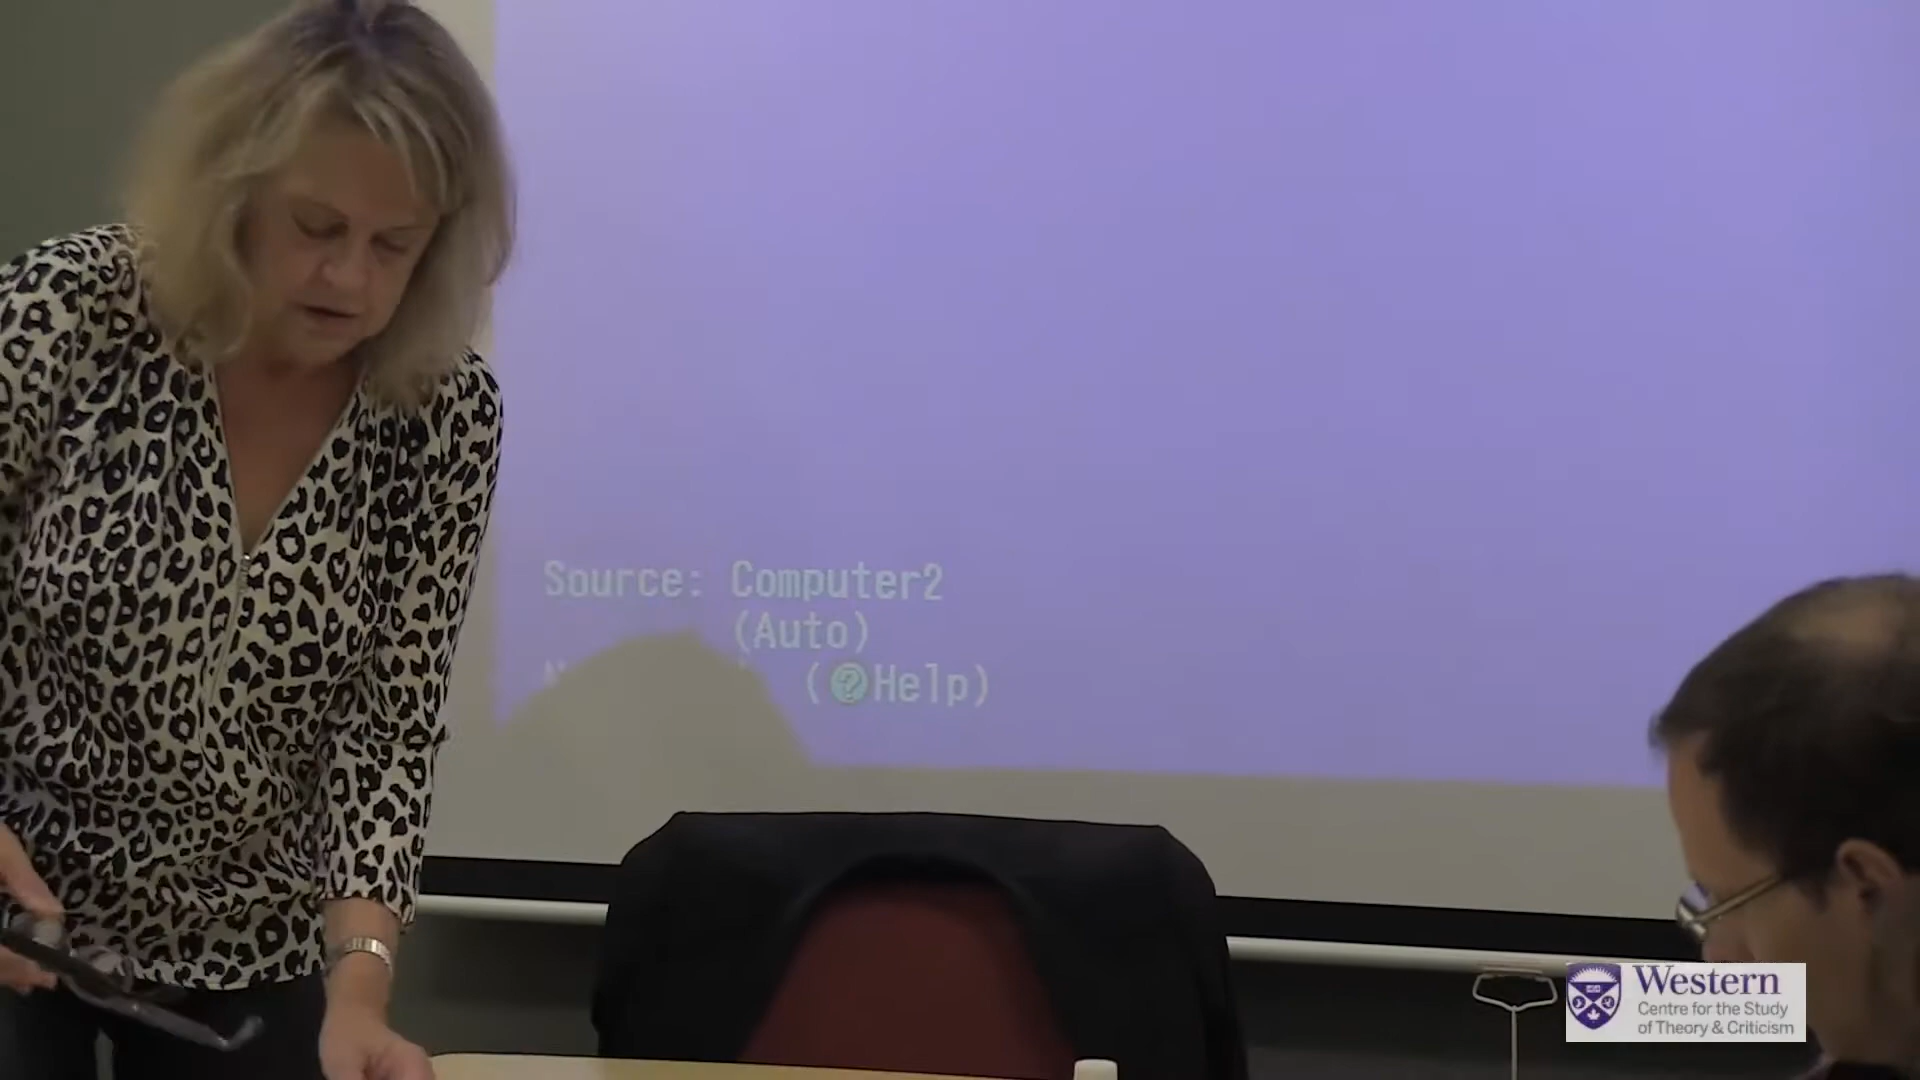 Source: Computer2
(Auto)
(?Help)
Western
Centre for the Study
of Theory & Criticism